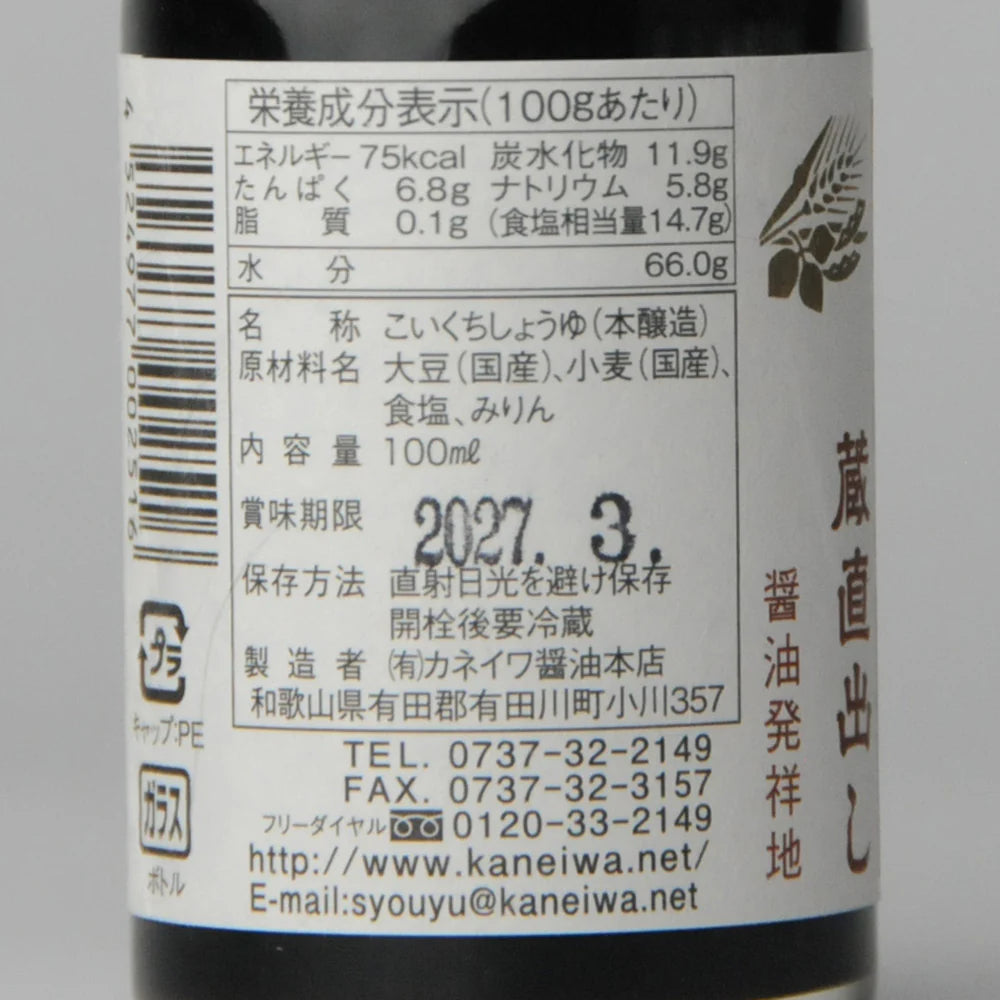 栄養成分表示(100gあたり)
エネルギー 75kcal 炭水化物 11.9g
たんぱく 6.8g ナトリウム 5.8g
脂質 0.1g (食塩相当量14.7g)
水分 66.0g
名称 こいくちしょうゆ(本醸造)
原材料名 大豆(国産)、小麦(国産)、
食塩、みりん
内容量 100㎖
賞味期限 2027. 3.
保存方法 直射日光を避け保存
開栓後要冷蔵
製造者 ㈲カネイワ醤油本店
和歌山県有田郡有田川町小川357
TEL. 0737-32-2149
FAX. 0737-32-3157
フリーダイヤル 0120-33-2149
http://www.kaneiwa.net/
E-mail:syouyu@kaneiwa.net
4 524977 002516
プラ
キャップ:PE
ガラス
ボトル
蔵直出し
醤油発祥地